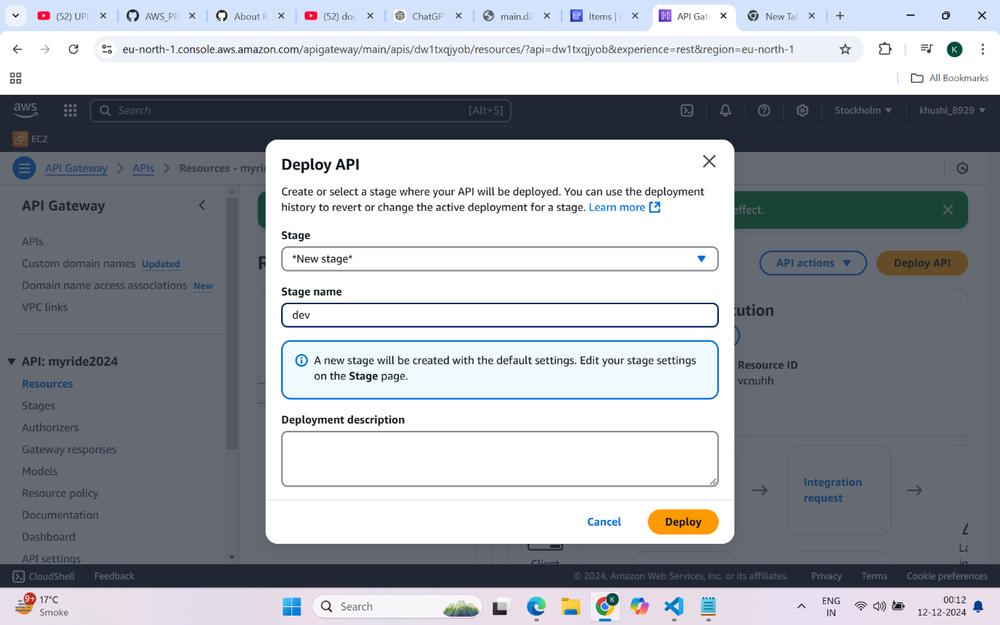 (52) UPD
AWS_PR
About R
(52) doc
ChatGP
main.d2
Items | A
API Gate
New Tab
eu-north-1.console.aws.amazon.com/apigateway/main/apis/dw1txqjyob/resources/?api=dw1txqjyob&experience=rest&region=eu-north-1
K
All Bookmarks
aws
Search
[Alt+S]
Stockholm
khushi_8929
EC2
API Gateway
APIs
Resources - myri
API Gateway
APIs
Custom domain names Updated
Domain name access associations New
VPC links
API: myride2024
Resources
Stages
Authorizers
Gateway responses
Models
Resource policy
Documentation
Dashboard
API settings
effect.
R
API actions
Deploy API
cution
Resource ID
vcnuhh
Integration
request
Client
La
in
Deploy API
Create or select a stage where your API will be deployed. You can use the deployment
history to revert or change the active deployment for a stage. Learn more
Stage
*New stage*
Stage name
dev
A new stage will be created with the default settings. Edit your stage settings
on the Stage page.
Deployment description
Cancel
Deploy
CloudShell
Feedback
© 2024, Amazon Web Services, Inc. or its affiliates.
Privacy
Terms
Cookie preferences
9+
17°C
Smoke
Search
K
ENG
IN
00:12
12-12-2024